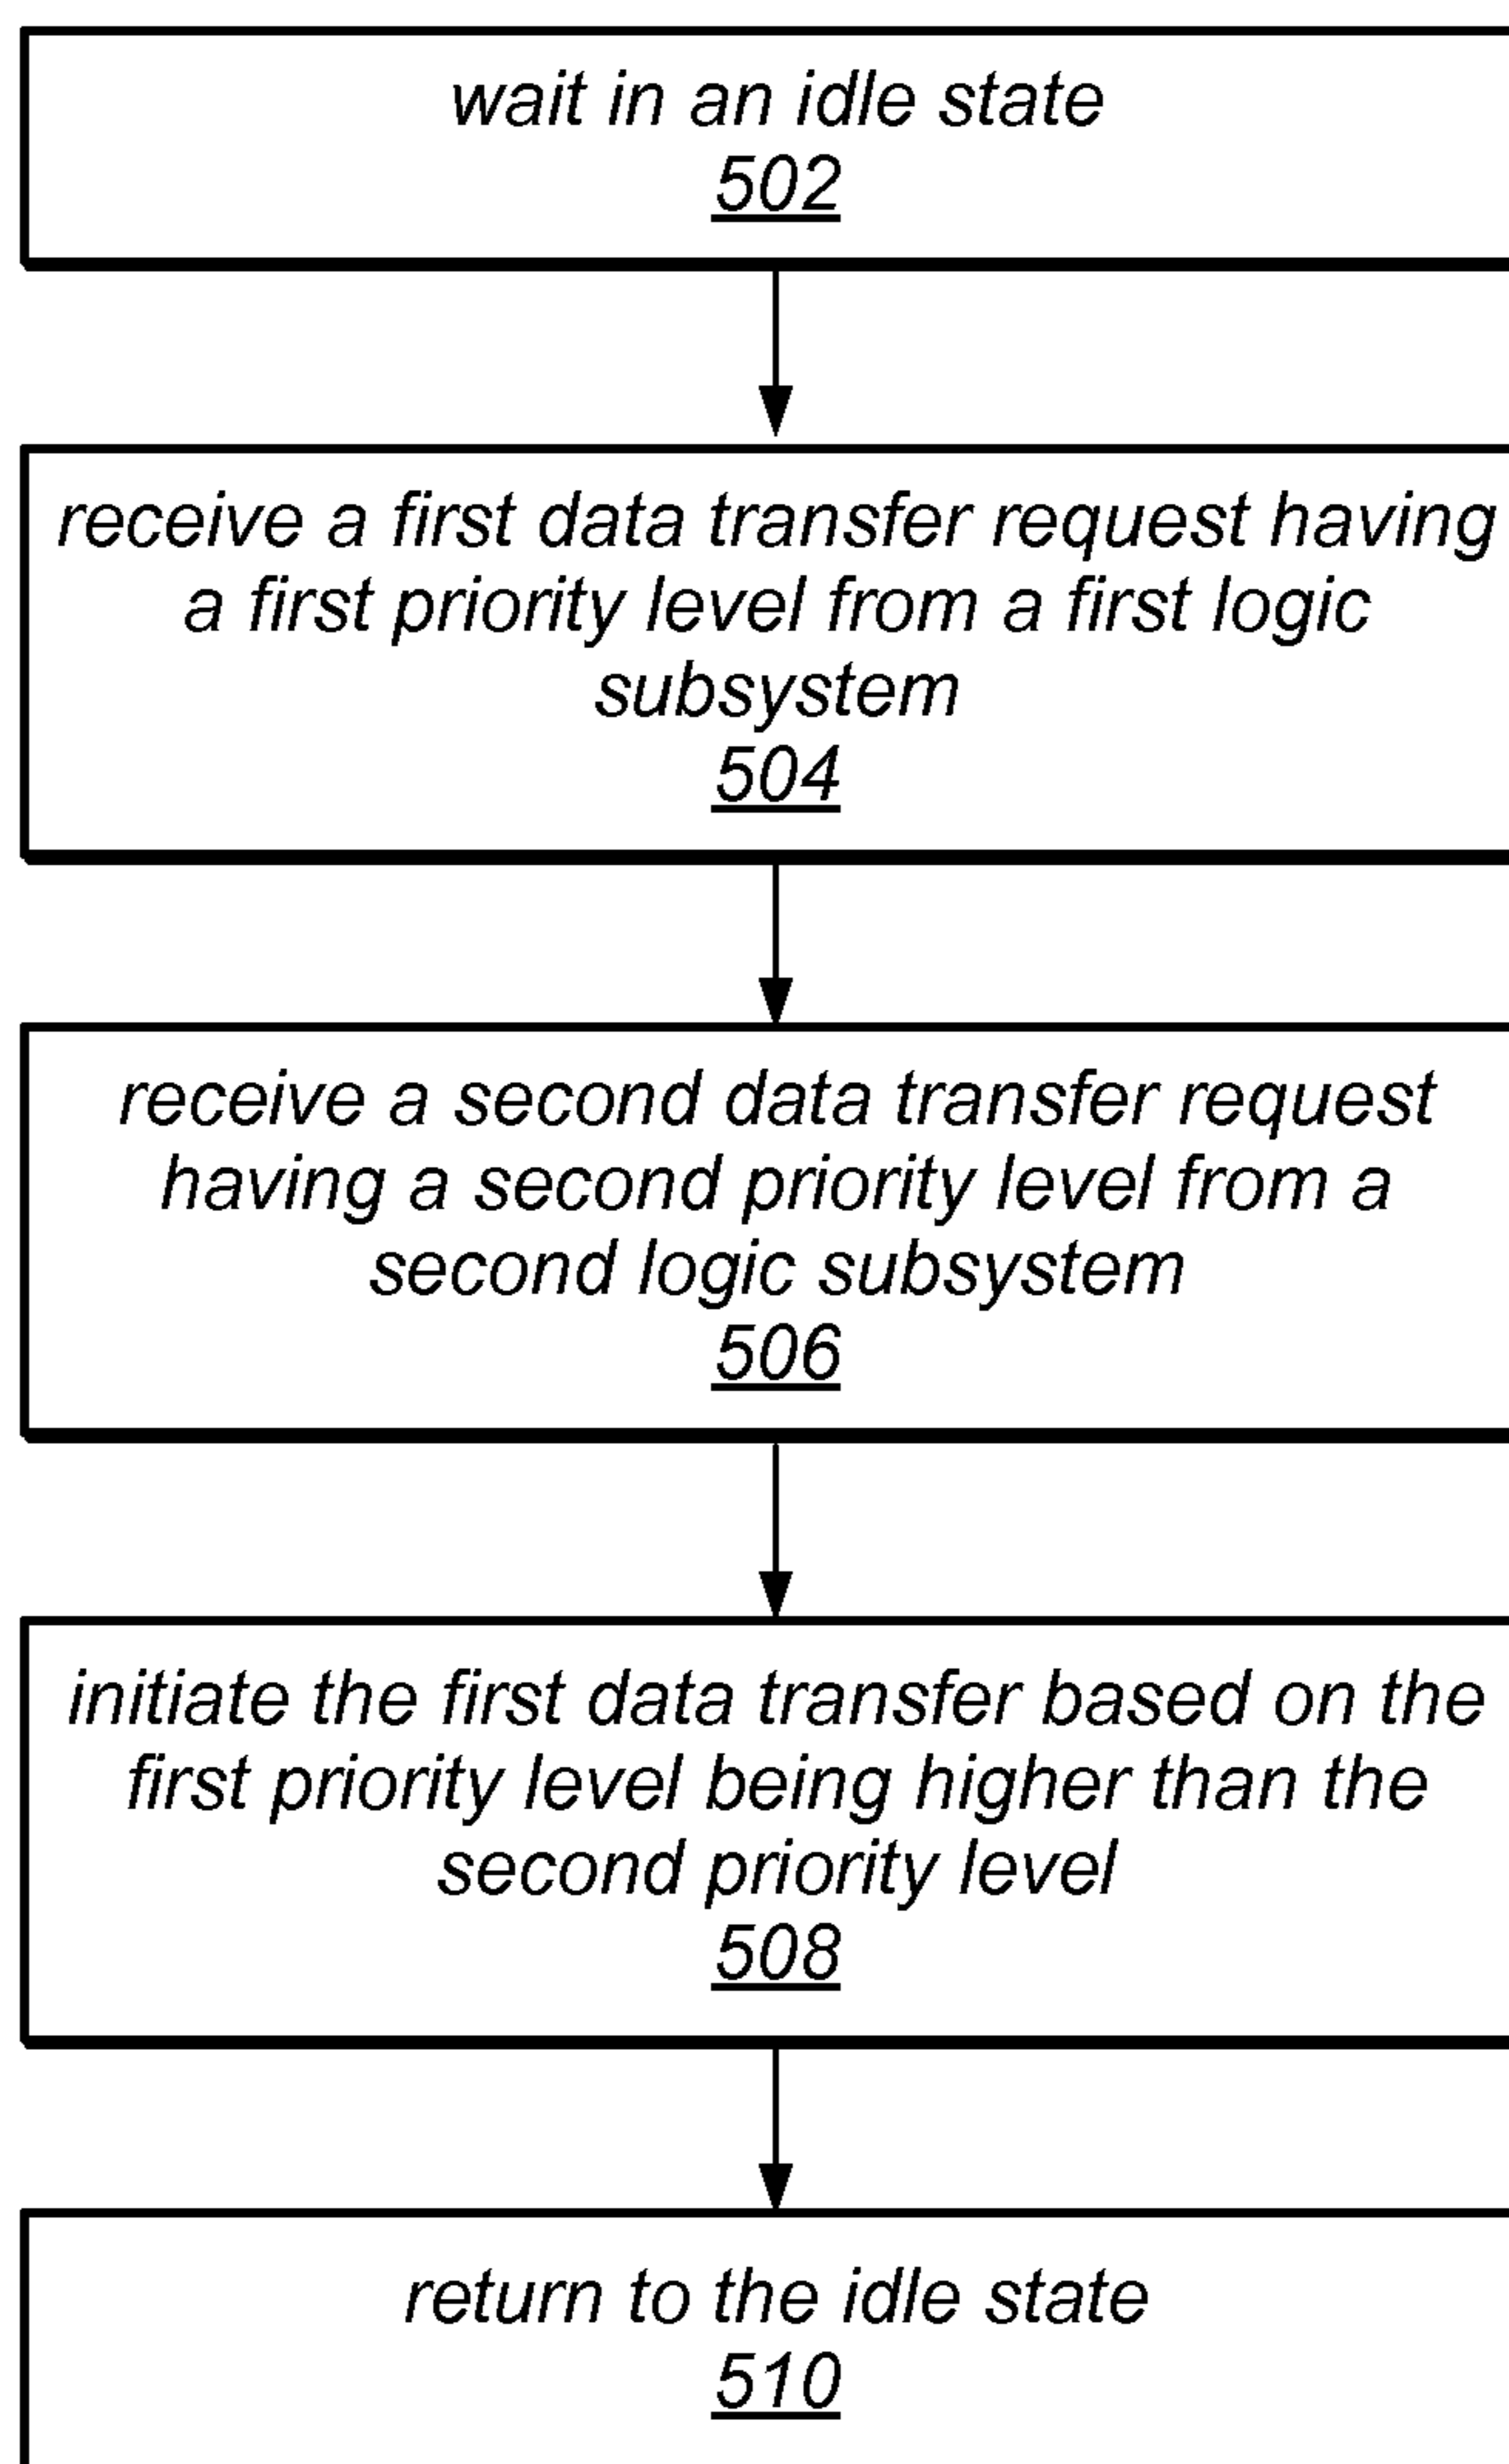 wait in an idle state
502
receive a first data transfer request having
a first priority level from a first logic
subsystem
504
receive a second data transfer request
having a second priority level from a
second logic subsystem
506
initiate the first data transfer based on the
first priority level being higher than the
second priority level
508
return to the idle state
510